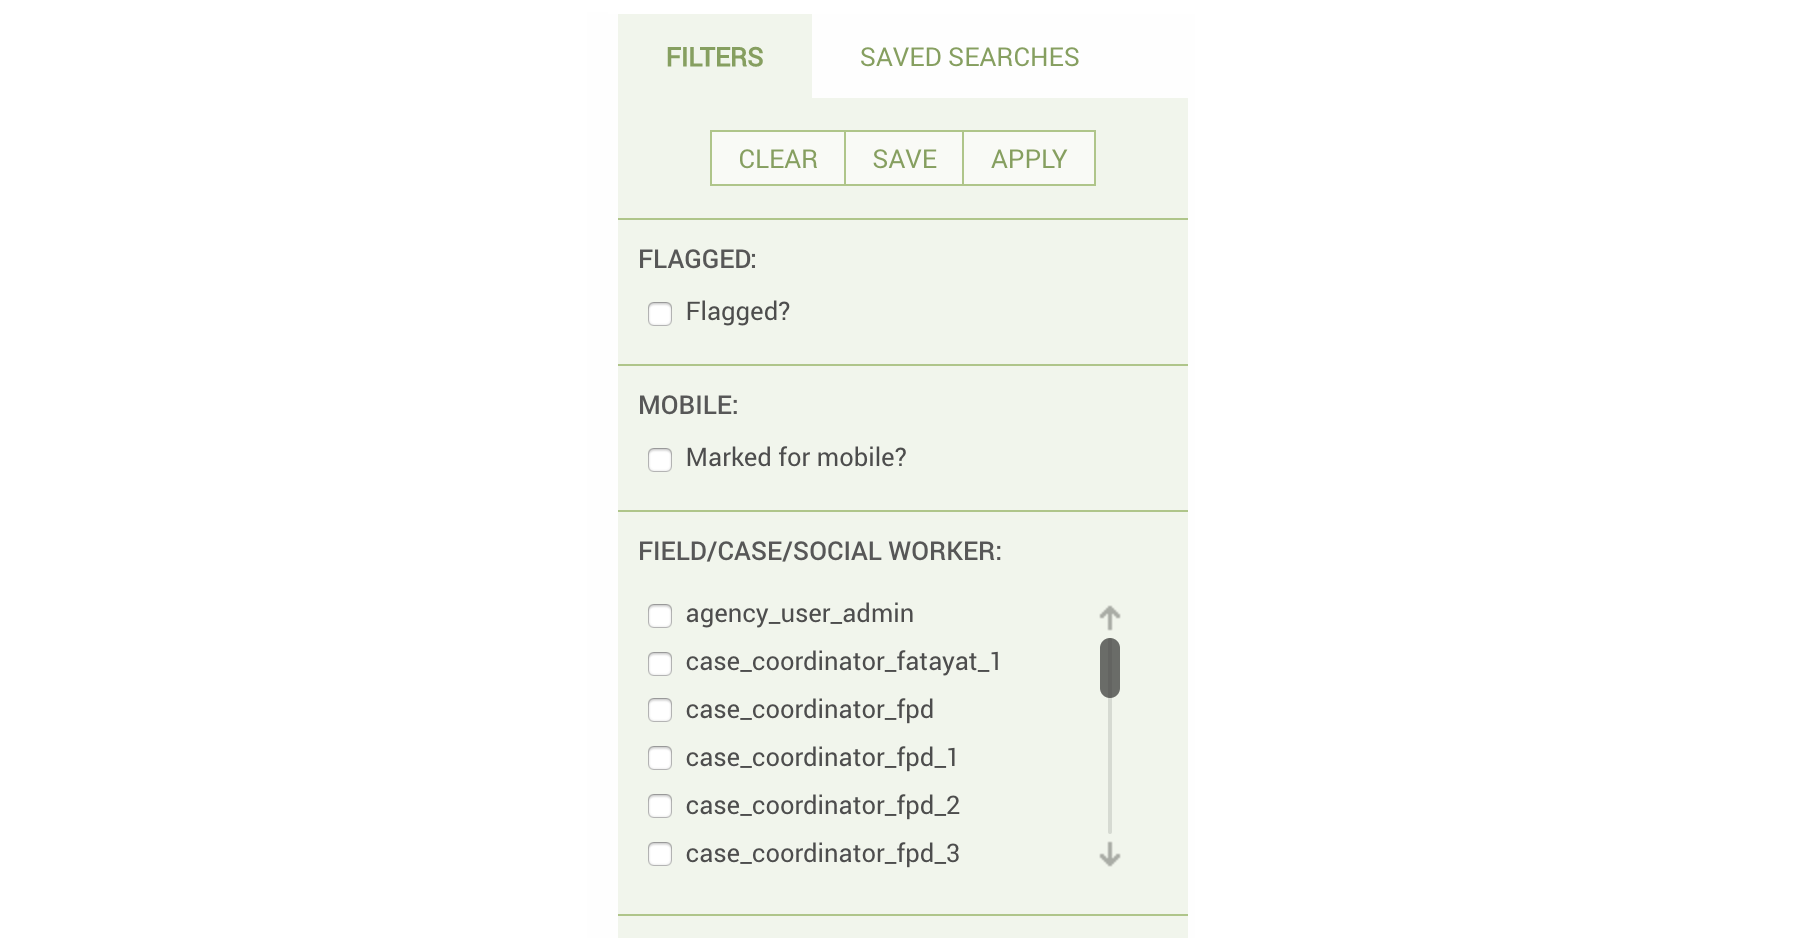 FILTERS SAVED SEARCHES
CLEAR SAVE APPLY
FLAGGED:
Flagged?
MOBILE:
Marked for mobile?
FIELD/CASE/SOCIAL WORKER:
agency_user_admin
case_coordinator_fatayat_1
case_coordinator_fpd
case_coordinator_fpd_1
case_coordinator_fpd_2
case_coordinator_fpd_3